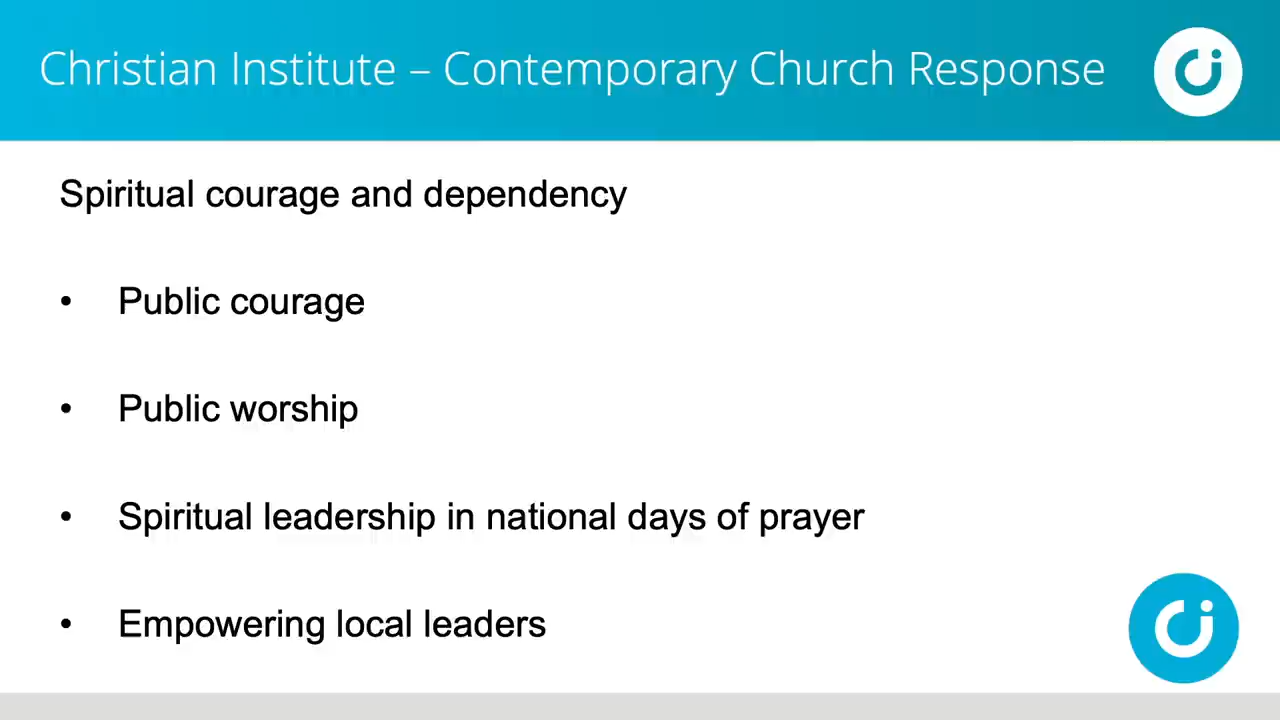 Christian Institute – Contemporary Church Response
Spiritual courage and dependency
• Public courage
• Public worship
• Spiritual leadership in national days of prayer
• Empowering local leaders